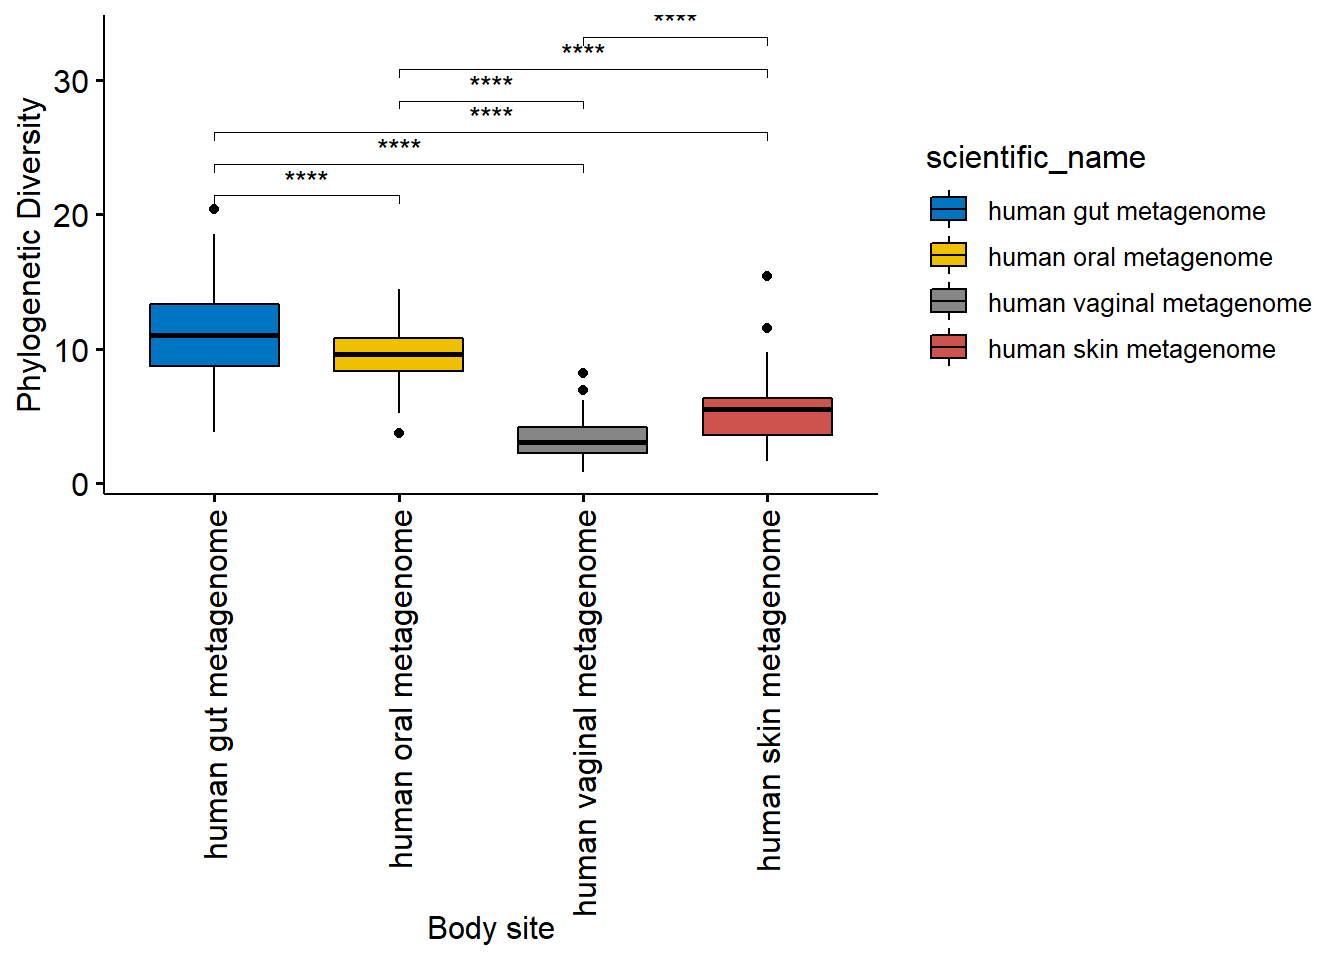 ****
****
****
****
****
****
30
20
10
0
Phylogenetic Diversity
human gut metagenome
human oral metagenome
human vaginal metagenome
human skin metagenome
Body site
scientific_name
human gut metagenome
human oral metagenome
human vaginal metagenome
human skin metagenome